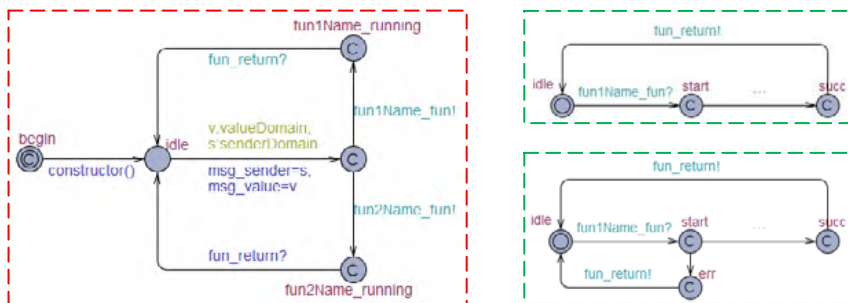 fun1Name_running
C
fun_return?
fun1Name_fun!
begin
C
idle
v:valueDomain,
s:senderDomain
C
constructor()
msg_sender=s,
msg_value=v
fun2Name_fun!
fun_return?
C
fun2Name_running
fun_return!
idle
start
succ
fun1Name_fun?
...
C
C
fun_return!
idle
start
succ
fun1Name_fun?
...
C
C
fun_return!
err
C